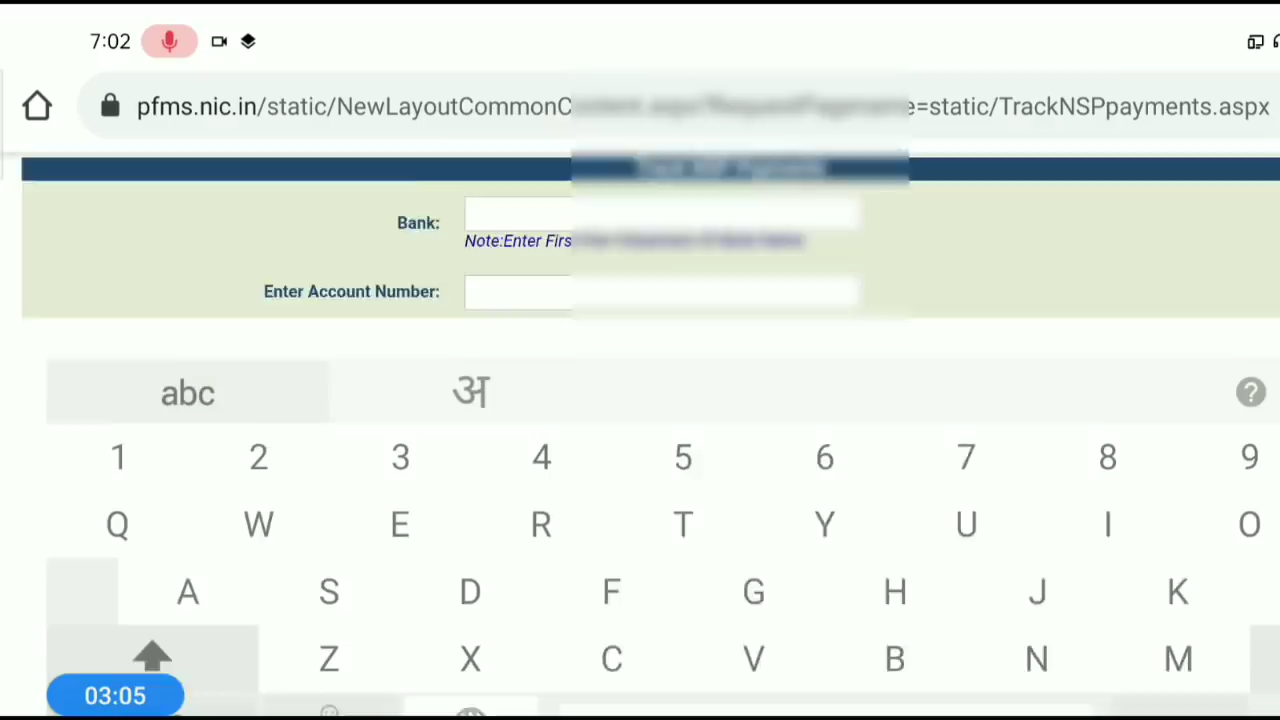 7:02
pfms.nic.in/static/NewLayoutCommonC e=static/TrackNSPpayments.aspx
Bank:
Note:Enter Firs
Enter Account Number:
abc अ ?
1 2 3 4 5 6 7 8 9
Q W E R T Y U I O
A S D F G H J K
Z X C V B N M
03:05